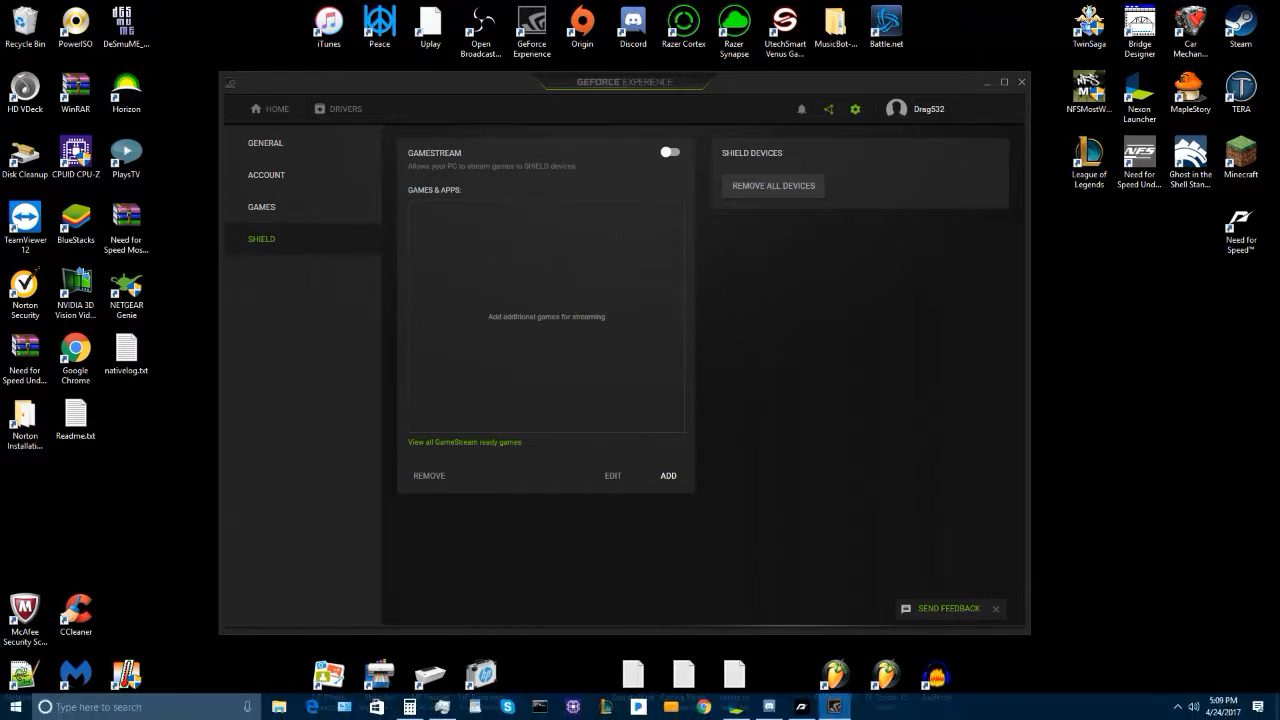 Recycle Bin
PowerISO
DeSmuME_...
iTunes
Peace
Uplay
Open Broadcast...
GeForce Experience
Origin
Discord
Razer Cortex
Razer Synapse
UtechSmart Venus Ga...
MusicBot-...
Battle.net
TwinSaga
Bridge Designer
Car Mechan...
Steam
HD VDeck
WinRAR
Horizon
NFSMostW...
Nexon Launcher
MapleStory
TERA
Disk Cleanup
CPUID CPU-Z
PlaysTV
League of Legends
Need for Speed Und...
Ghost in the Shell Stan...
Minecraft
TeamViewer 12
BlueStacks
Need for Speed Mos...
Need for Speed™
Norton Security
NVIDIA 3D Vision Vid...
NETGEAR Genie
Need for Speed Und...
Google Chrome
nativelog.txt
Norton Installati...
Readme.txt
McAfee Security Sc...
CCleaner
GEFORCE EXPERIENCE
HOME
DRIVERS
Drag532
GENERAL
ACCOUNT
GAMES
SHIELD
GAMESTREAM
Allows your PC to stream games to SHIELD devices
GAMES & APPS:
Add additional games for streaming
View all GameStream ready games
REMOVE
EDIT
ADD
SHIELD DEVICES
REMOVE ALL DEVICES
SEND FEEDBACK
Type here to search
5:09 PM
4/24/2017